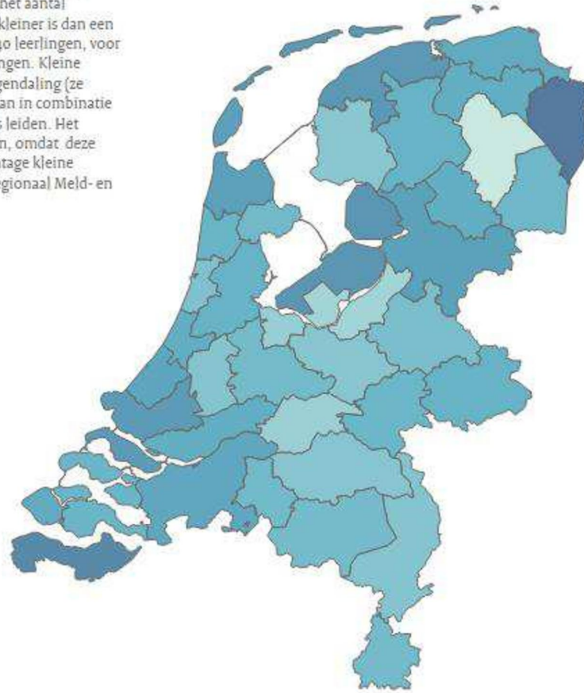 het aantal
kleiner is dan een
40 leerlingen, voor
ngen. Kleine
gendaling (ze
an in combinatie
s leiden. Het
n, omdat deze
tage kleine
egionaal Meld- en